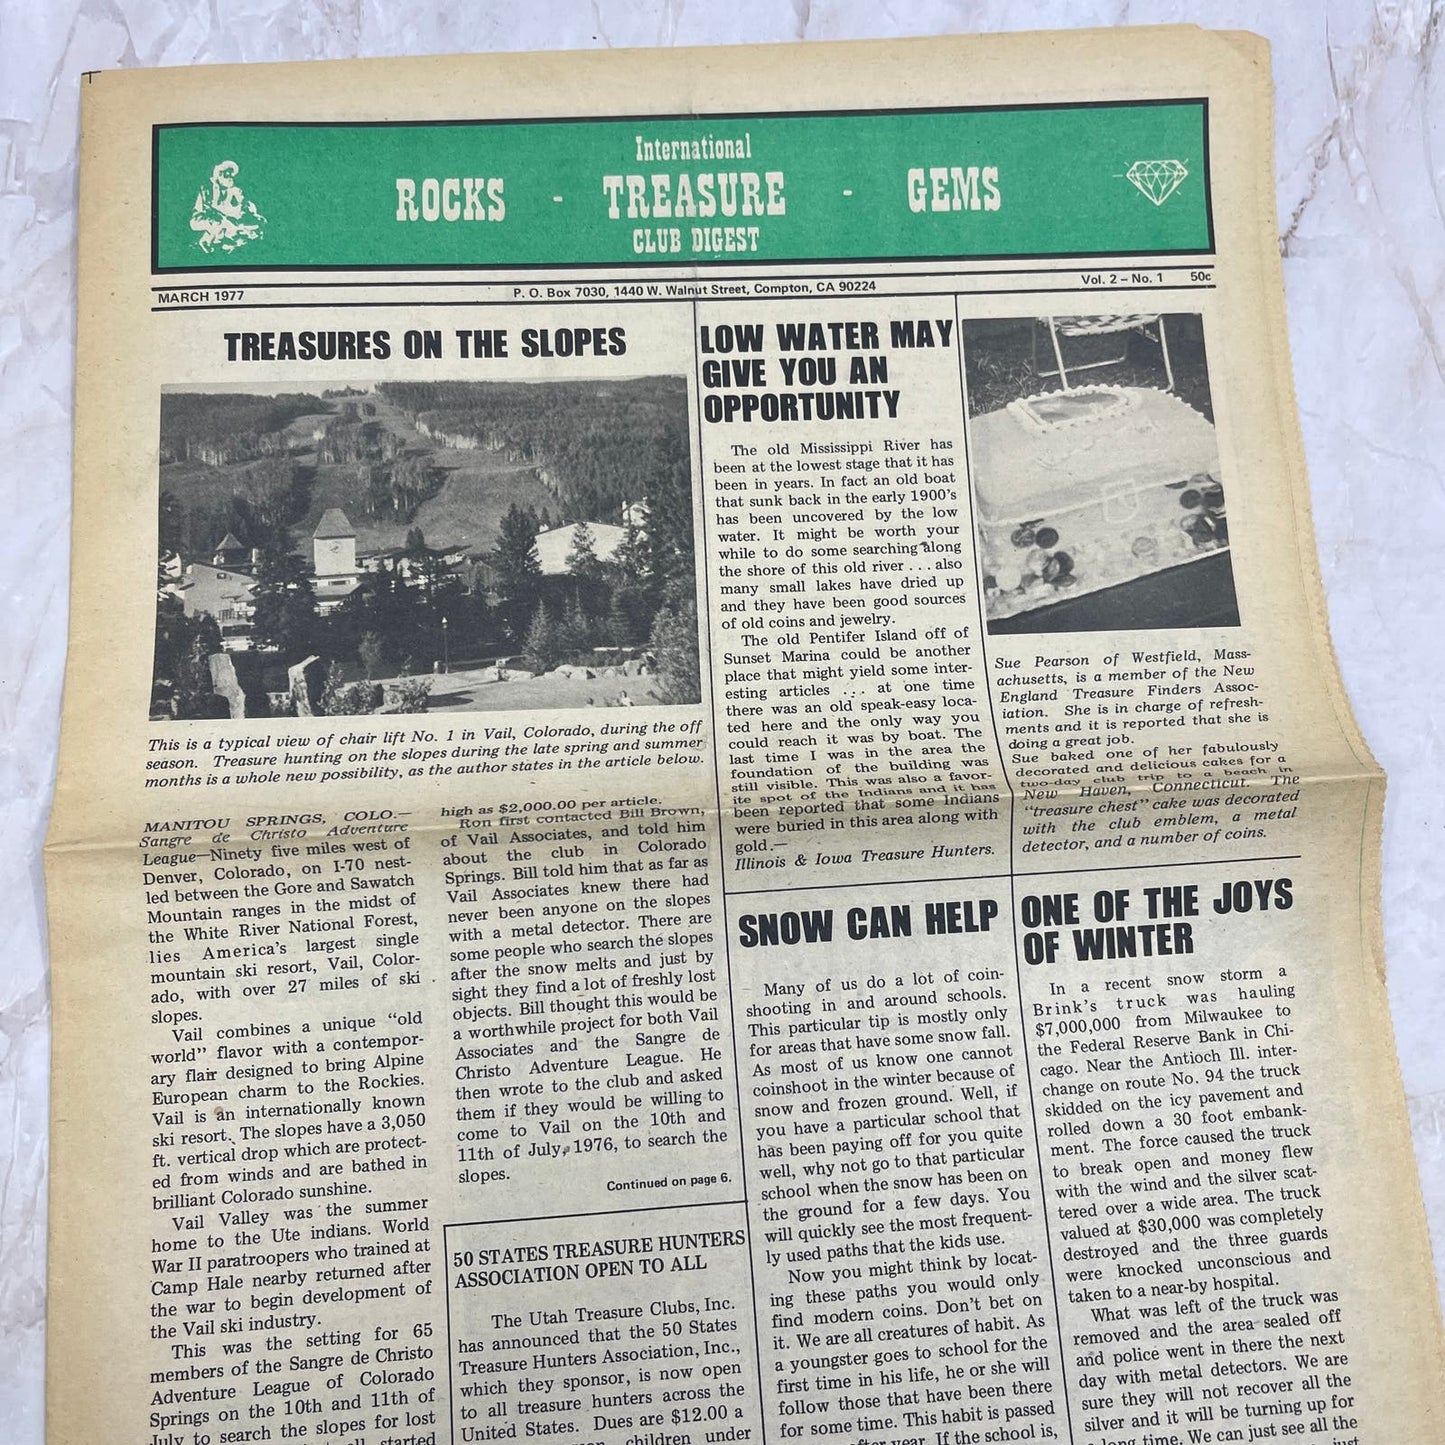 International
ROCKS - TREASURE - GEMS
CLUB DIGEST
MARCH 1977
P. O. Box 7030, 1440 W. Walnut Street, Compton, CA 90224
Vol. 2 – No. 1 50c
TREASURES ON THE SLOPES
This is a typical view of chair lift No. 1 in Vail, Colorado, during the off
season. Treasure hunting on the slopes during the late spring and summer
months is a whole new possibility, as the author states in the article below.
MANITOU SPRINGS, COLO.—
Sangre de Christo Adventure
League—Ninety five miles west of
Denver, Colorado, on I-70 nest-
led between the Gore and Sawatch
Mountain ranges in the midst of
the White River National Forest,
lies America's largest single
mountain ski resort, Vail, Color-
ado, with over 27 miles of ski
slopes.
Vail combines a unique "old
world" flavor with a contempor-
ary flair designed to bring Alpine
European charm to the Rockies.
Vail is an internationally known
ski resort. The slopes have a 3,050
ft. vertical drop which are protect-
ed from winds and are bathed in
brilliant Colorado sunshine.
Vail Valley was the summer
home to the Ute indians. World
War II paratroopers who trained at
Camp Hale nearby returned after
the war to begin development of
the Vail ski industry.
This was the setting for 65
members of the Sangre de Christo
Adventure League of Colorado
Springs on the 10th and 11th of
July to search the slopes for lost
all started
high as $2,000.00 per article.
Ron first contacted Bill Brown,
of Vail Associates, and told him
about the club in Colorado
Springs. Bill told him that as far as
Vail Associates knew there had
never been anyone on the slopes
with a metal detector. There are
some people who search the slopes
after the snow melts and just by
sight they find a lot of freshly lost
objects. Bill thought this would be
a worthwhile project for both Vail
Associates and the Sangre de
Christo Adventure League. He
then wrote to the club and asked
them if they would be willing to
come to Vail on the 10th and
11th of July, 1976, to search the
slopes.
Continued on page 6.
50 STATES TREASURE HUNTERS
ASSOCIATION OPEN TO ALL
The Utah Treasure Clubs, Inc.
has announced that the 50 States
Treasure Hunters Association, Inc.,
which they sponsor, is now open
to all treasure hunters across the
United States. Dues are $12.00 a
children under
LOW WATER MAY
GIVE YOU AN
OPPORTUNITY
The old Mississippi River has
been at the lowest stage that it has
been in years. In fact an old boat
that sunk back in the early 1900's
has been uncovered by the low
water. It might be worth your
while to do some searching along
the shore of this old river . . . also
many small lakes have dried up
and they have been good sources
of old coins and jewelry.
The old Pentifer Island off of
Sunset Marina could be another
place that might yield some inter-
esting articles . . . at one time
there was an old speak-easy loca-
ted here and the only way you
could reach it was by boat. The
last time I was in the area the
foundation of the building was
still visible. This was also a favor-
ite spot of the Indians and it has
been reported that some Indians
were buried in this area along with
gold.—
Illinois & Iowa Treasure Hunters.
Sue Pearson of Westfield, Mass-
achusetts, is a member of the New
England Treasure Finders Assoc-
iation. She is in charge of refresh-
ments and it is reported that she is
doing a great job.
Sue baked one of her fabulously
decorated and delicious cakes for a
two-day club trip to a beach in
New Haven, Connecticut. The
"treasure chest" cake was decorated
with the club emblem, a metal
detector, and a number of coins.
SNOW CAN HELP
Many of us do a lot of coin-
shooting in and around schools.
This particular tip is mostly only
for areas that have some snow fall.
As most of us know one cannot
coinshoot in the winter because of
snow and frozen ground. Well, if
you have a particular school that
has been paying off for you quite
well, why not go to that particular
school when the snow has been on
the ground for a few days. You
will quickly see the most frequent-
ly used paths that the kids use.
Now you might think by locat-
ing these paths you would only
find modern coins. Don't bet on
it. We are all creatures of habit. As
a youngster goes to school for the
first time in his life, he or she will
follow those that have been there
for some time. This habit is passed
after year. If the school is,
ONE OF THE JOYS
OF WINTER
In a recent snow storm a
Brink's truck was hauling
$7,000,000 from Milwaukee to
the Federal Reserve Bank in Chi-
cago. Near the Antioch Ill. inter-
change on route No. 94 the truck
skidded on the icy pavement and
rolled down a 30 foot embank-
ment. The force caused the truck
to break open and money flew
with the wind and the silver scat-
tered over a wide area. The truck
valued at $30,000 was completely
destroyed and the three guards
were knocked unconscious and
taken to a near-by hospital.
What was left of the truck was
removed and the area sealed off
and police went in there the next
day with metal detectors. We are
sure they will not recover all the
silver and it will be turning up for
long time. We can just see all the
just